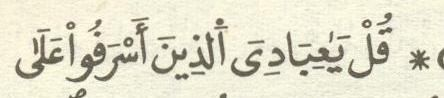 * قُلْ يَٰعِبَادِىَ ٱلَّذِينَ أَسْرَفُوا۟ عَلَىٰٓ